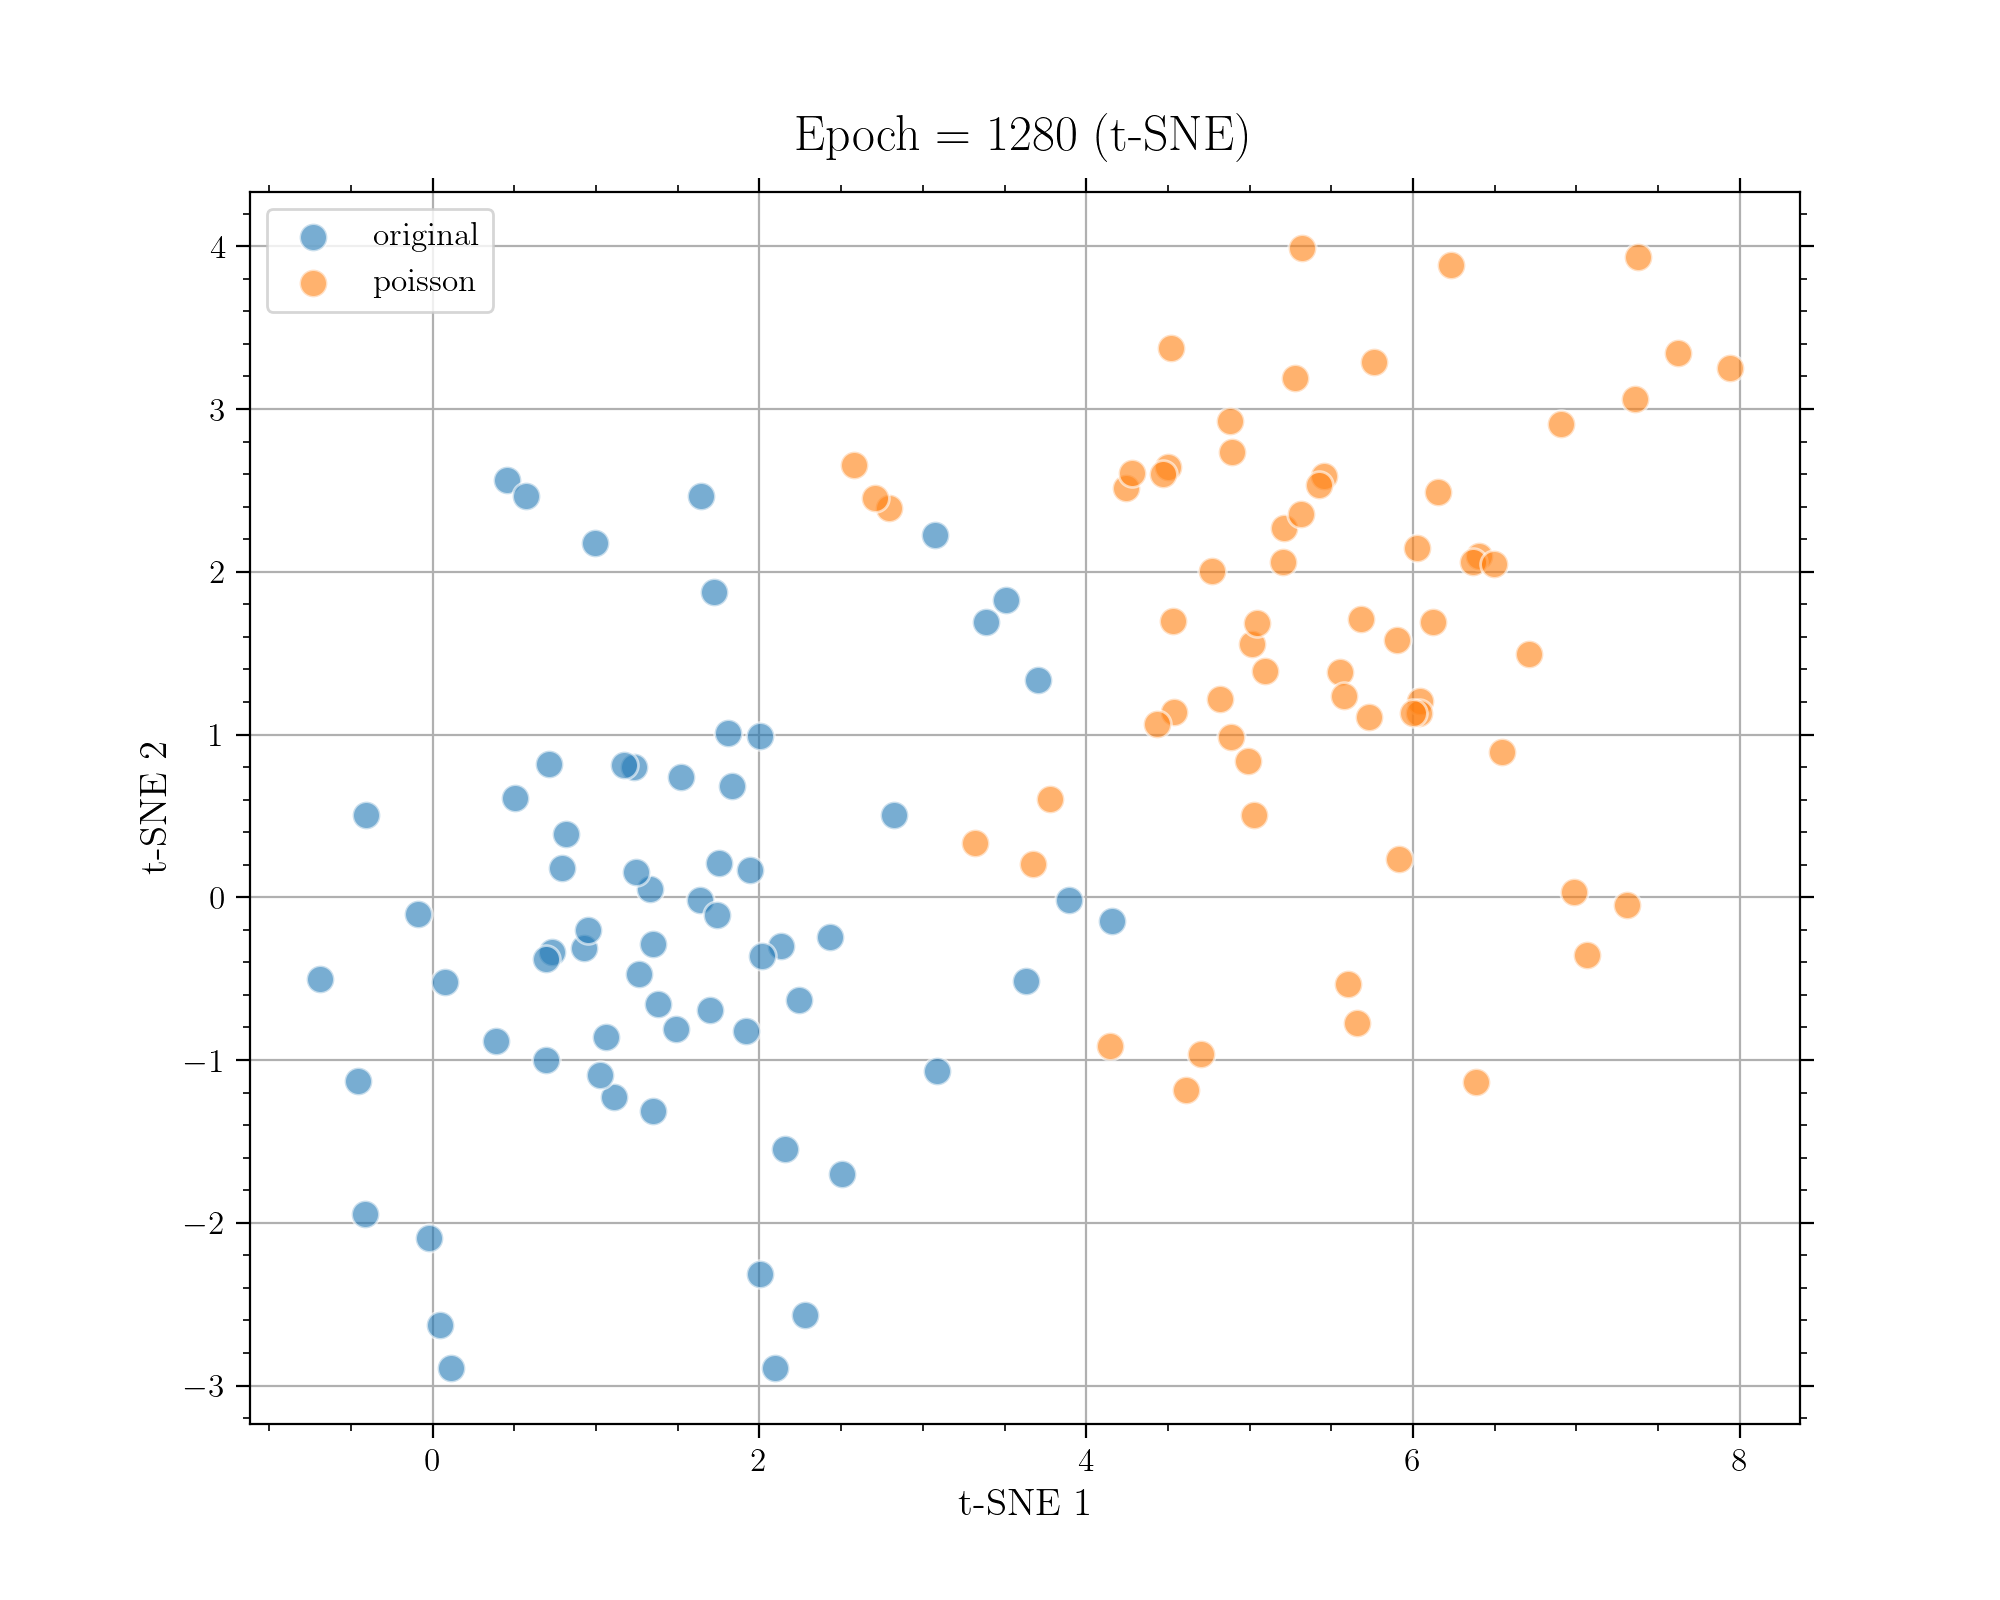 Epoch = 1280 (t-SNE)
original
poisson
4
3
2
1
0
−1
−2
−3
t-SNE 2
0 2 4 6 8
t-SNE 1